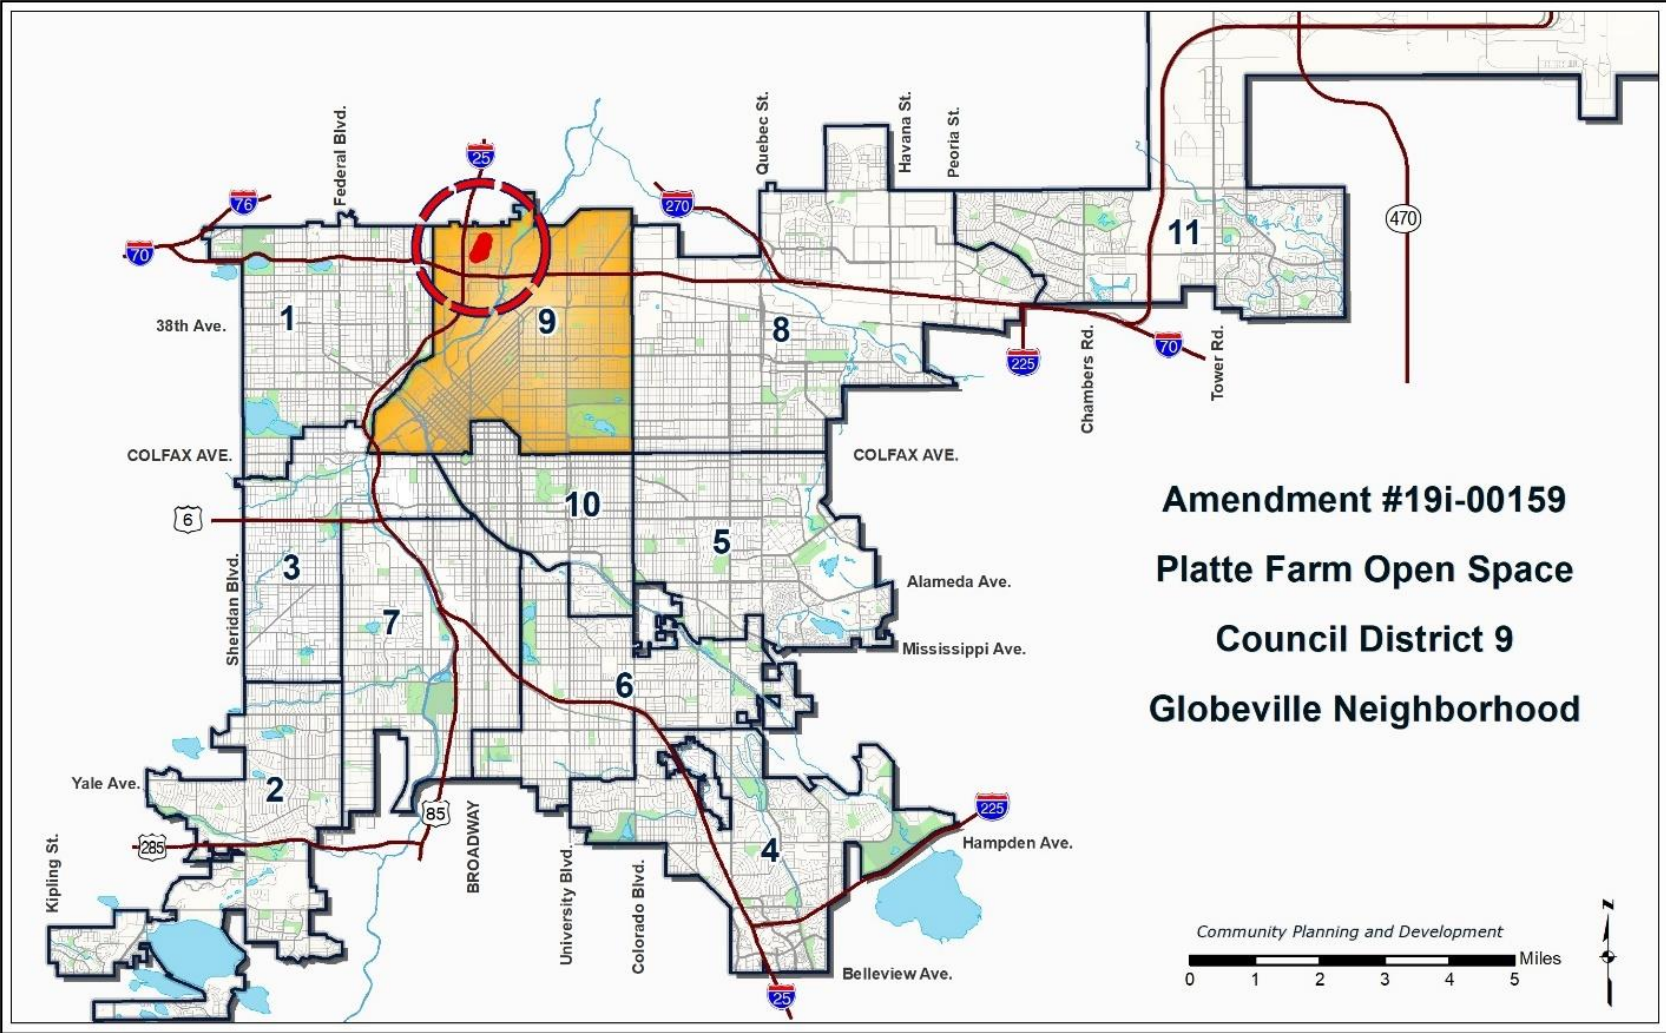 Federal Blvd.
Quebec St.
Havana St.
Peoria St.
25
76
270
70
470
11
1
9
8
38th Ave.
225
Chambers Rd.
70
Tower Rd.
COLFAX AVE.
COLFAX AVE.
10
6
5
3
Sheridan Blvd.
7
Alameda Ave.
Mississippi Ave.
6
Amendment #19i-00159
Platte Farm Open Space
Council District 9
Globeville Neighborhood
Yale Ave.
2
85
BROADWAY
225
285
Hampden Ave.
4
Kipling St.
University Blvd.
Colorado Blvd.
Belleview Ave.
25
Community Planning and Development
Miles
0 1 2 3 4 5
N